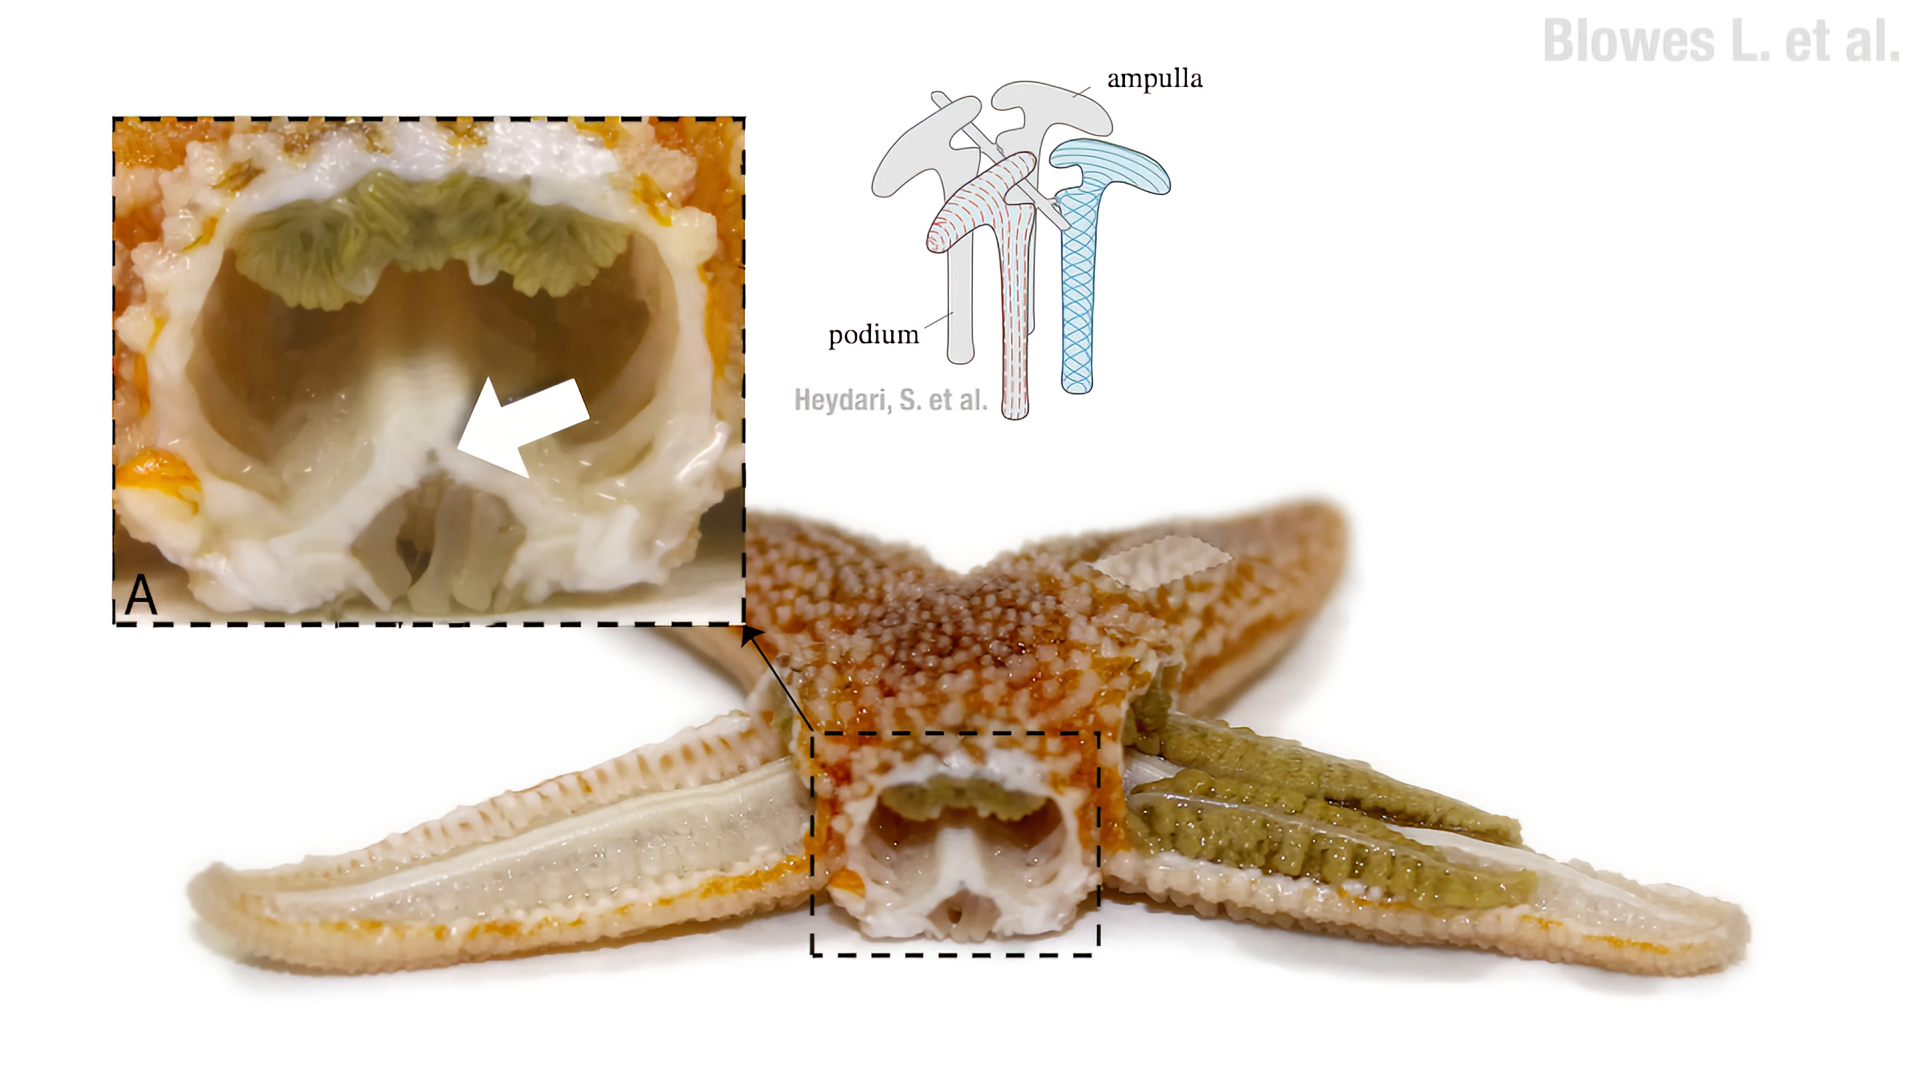 Blowes L. et al.
ampulla
podium
Heydari, S. et al.
A